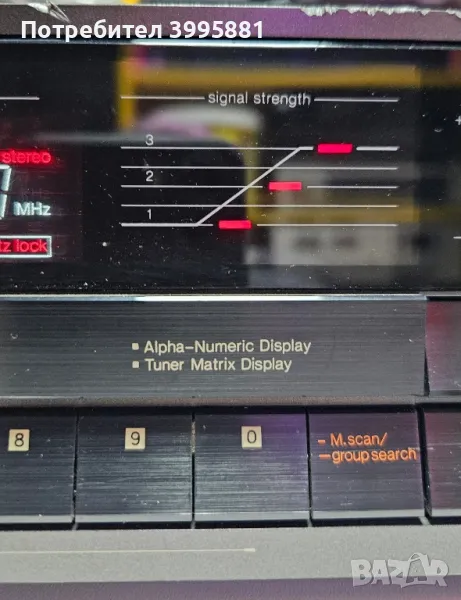 Потребител 3995881
signal strength
3
stereo
2
MHz
1
tz lock
Alpha-Numeric Display
Tuner Matrix Display
8 9 0 M.scan/
group search
BAZAR